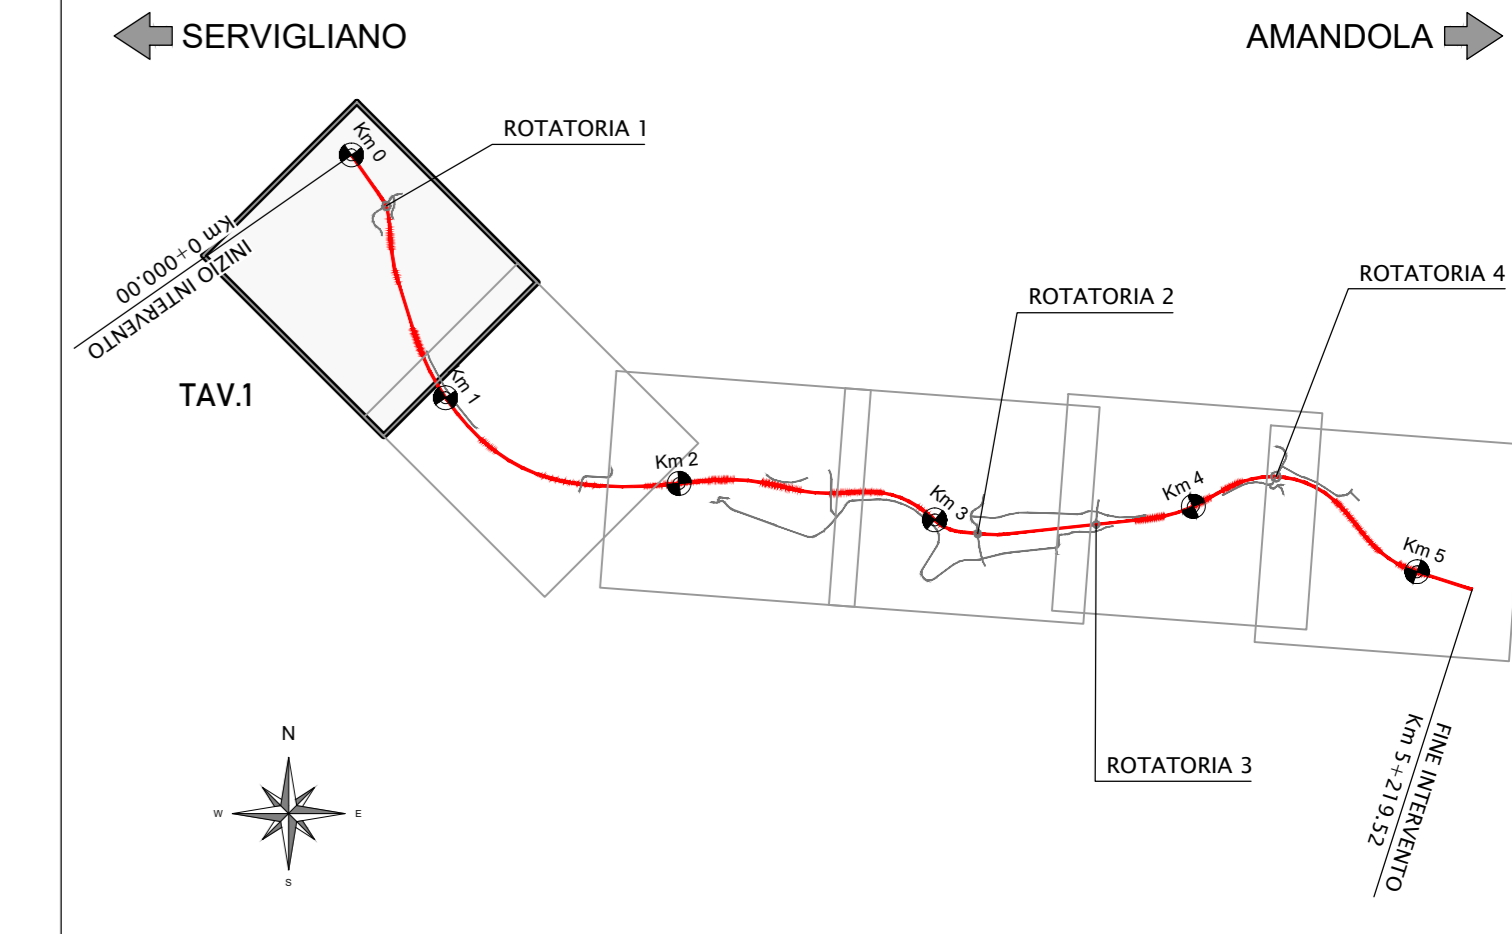 SERVIGLIANO
AMANDOLA
Km 0
ROTATORIA 1
Km 0+000.00
INIZIO INTERVENTO
TAV.1
Km 1
ROTATORIA 2
ROTATORIA 4
Km 2
Km 3
Km 4
Km 5
ROTATORIA 3
FINE INTERVENTO
Km 5+219.52
N
W
E
S